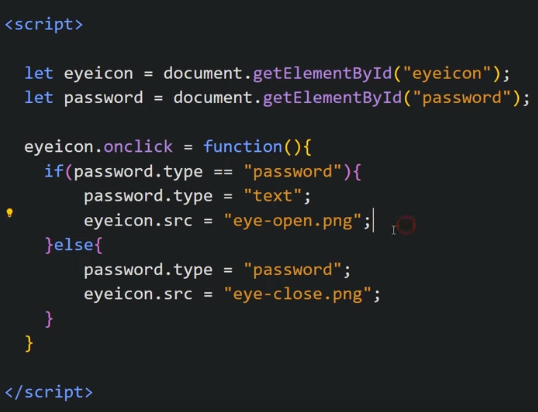 <script>
let eyeicon = document.getElementById("eyeicon");
let password = document.getElementById("password");
eyeicon.onclick = function(){
if(password.type == "password"){
password.type = "text";
eyeicon.src = "eye-open.png";
}else{
password.type = "password";
eyeicon.src = "eye-close.png";
}
}
</script>